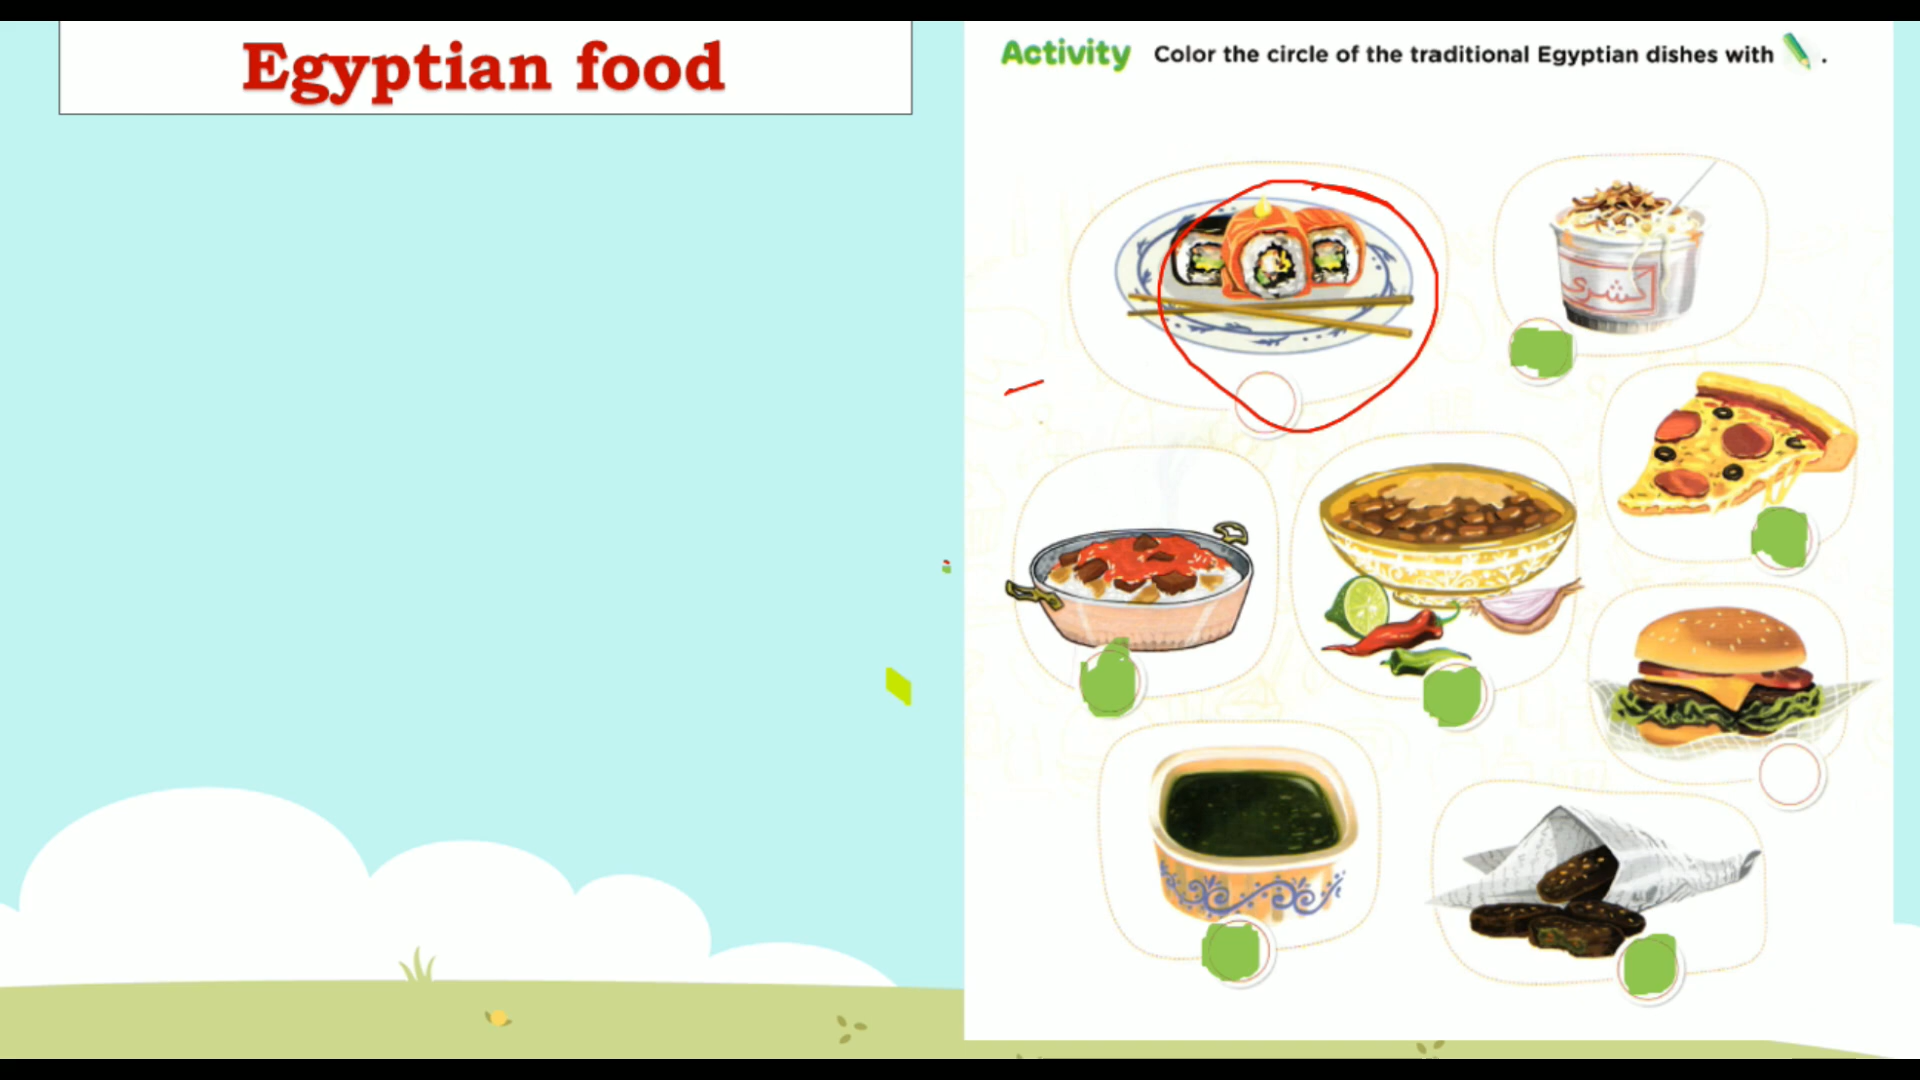 Egyptian food
Activity Color the circle of the traditional Egyptian dishes with .
كشري